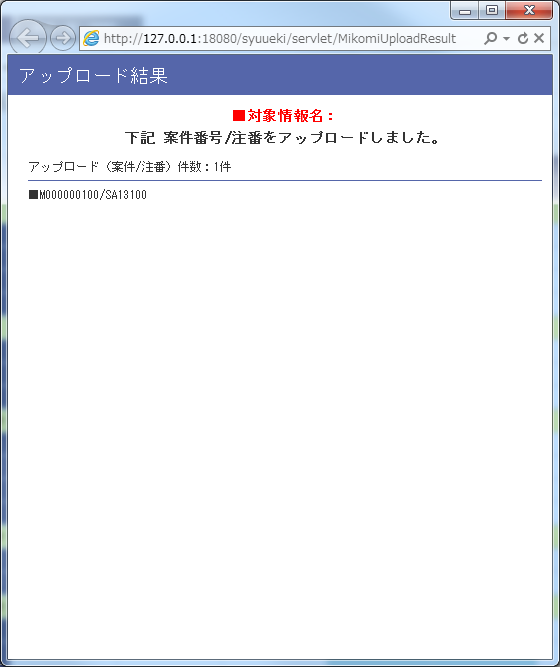 http://127.0.0.1:18080/syuueki/servlet/MikomiUploadResult
アップロード結果
■対象情報名：
下記 案件番号/注番をアップロードしました。
アップロード（案件/注番）件数：1件
■M000000100/SA13100